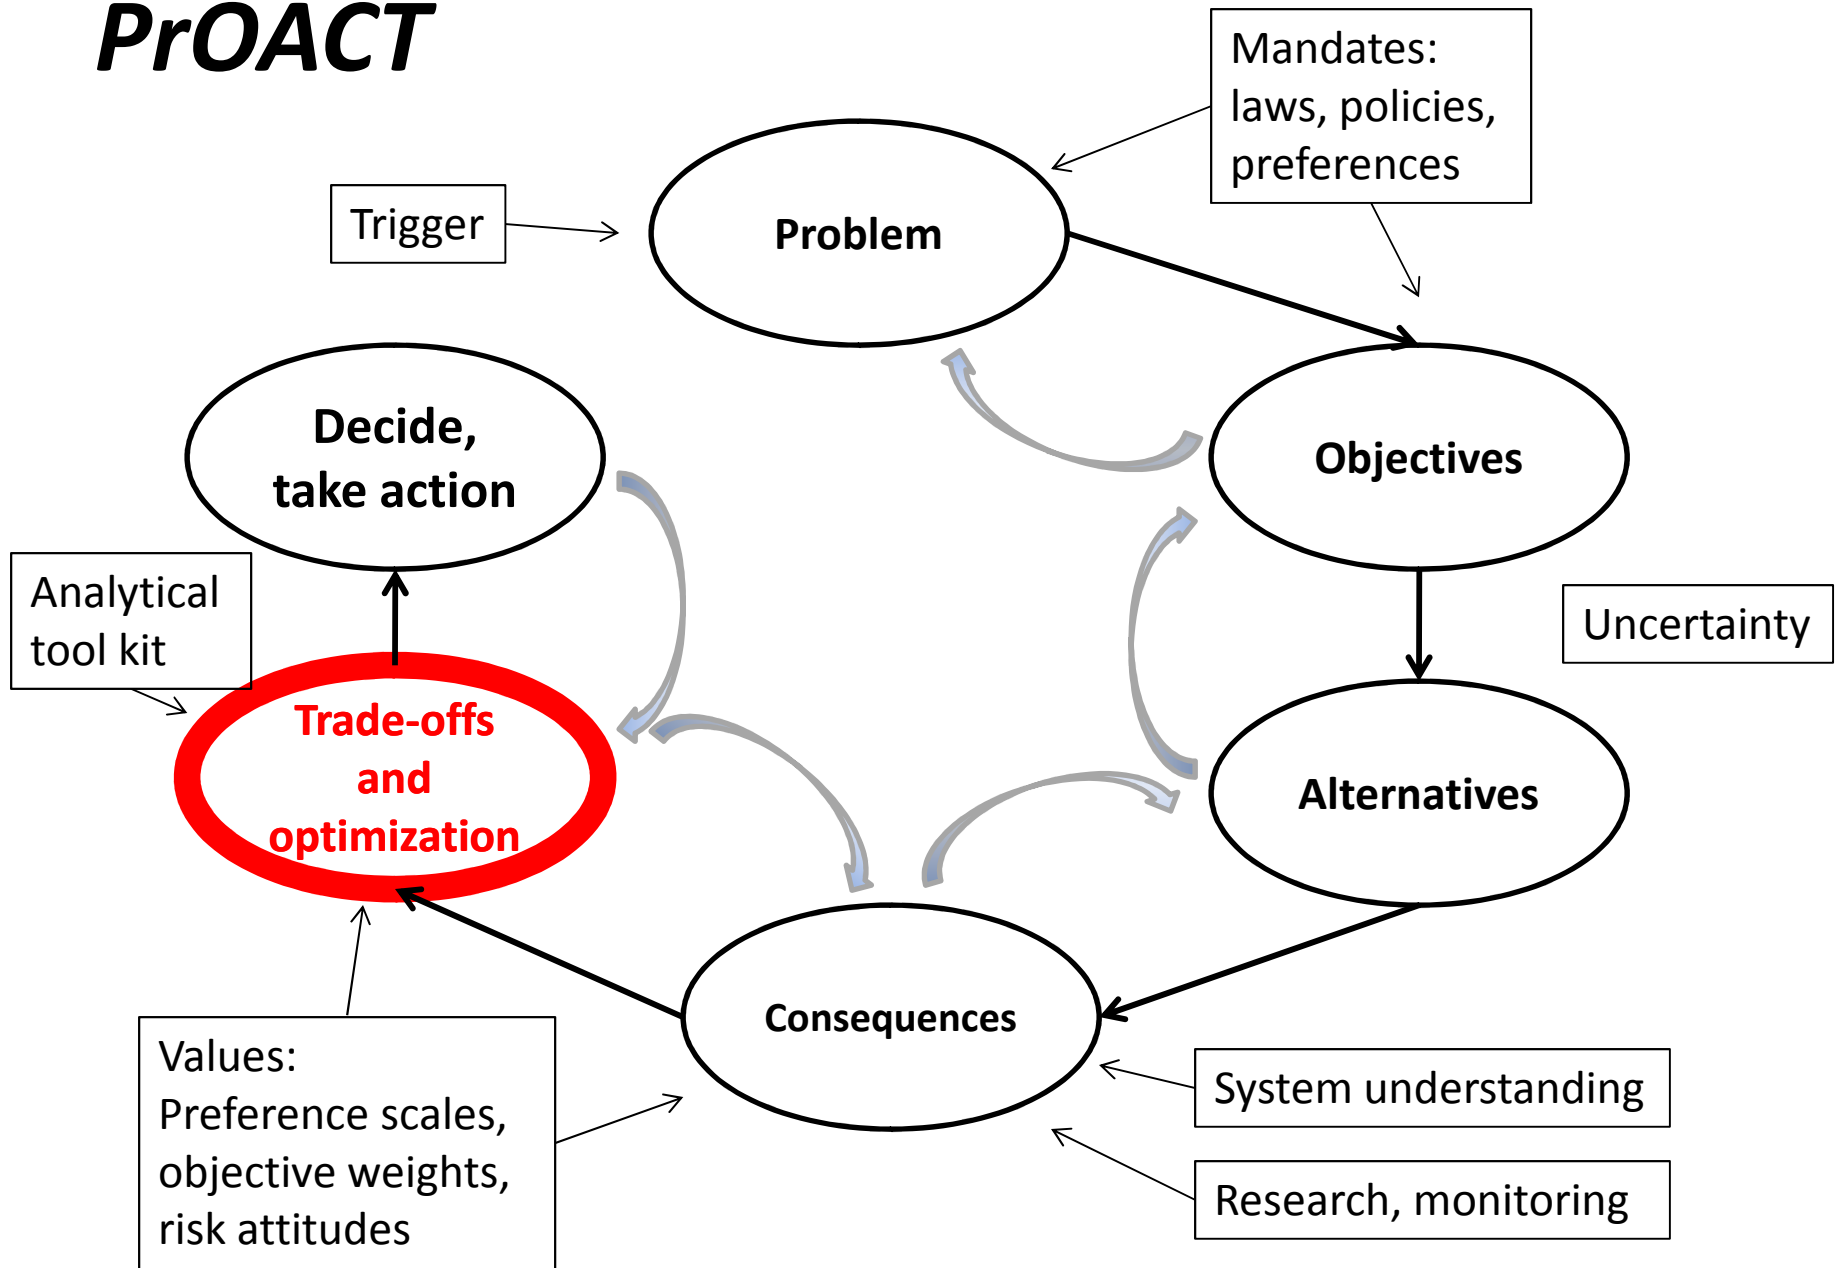 PrOACT
Mandates:
laws, policies,
preferences
Trigger
Problem
Decide,
take action
Objectives
Analytical
tool kit
Uncertainty
Trade-offs
and
optimization
Alternatives
Consequences
Values:
Preference scales,
objective weights,
risk attitudes
System understanding
Research, monitoring